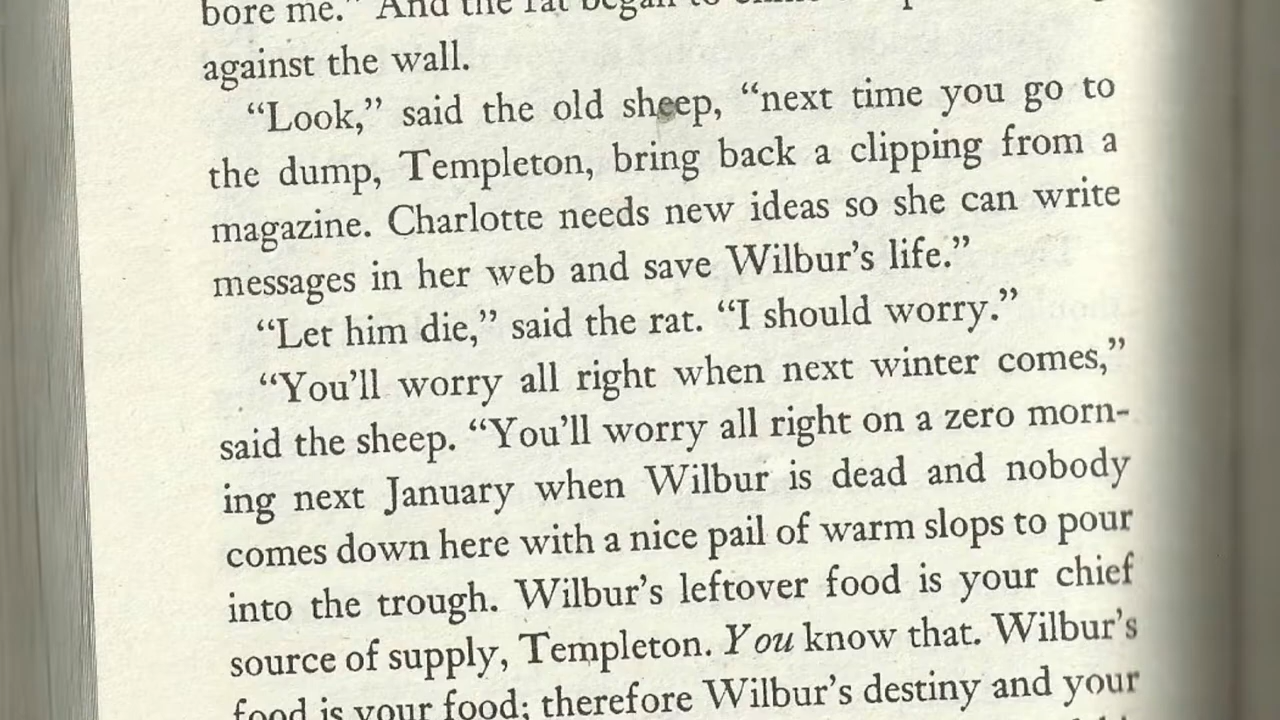 bore me." And the rat began to
against the wall.
"Look," said the old sheep, "next time you go to
the dump, Templeton, bring back a clipping from a
magazine. Charlotte needs new ideas so she can write
messages in her web and save Wilbur's life."
"Let him die," said the rat. "I should worry."
"You'll worry all right when next winter comes,"
said the sheep. "You'll worry all right on a zero morn-
ing next January when Wilbur is dead and nobody
comes down here with a nice pail of warm slops to pour
into the trough. Wilbur's leftover food is your chief
source of supply, Templeton. You know that. Wilbur's
food is your food; therefore Wilbur's destiny and your